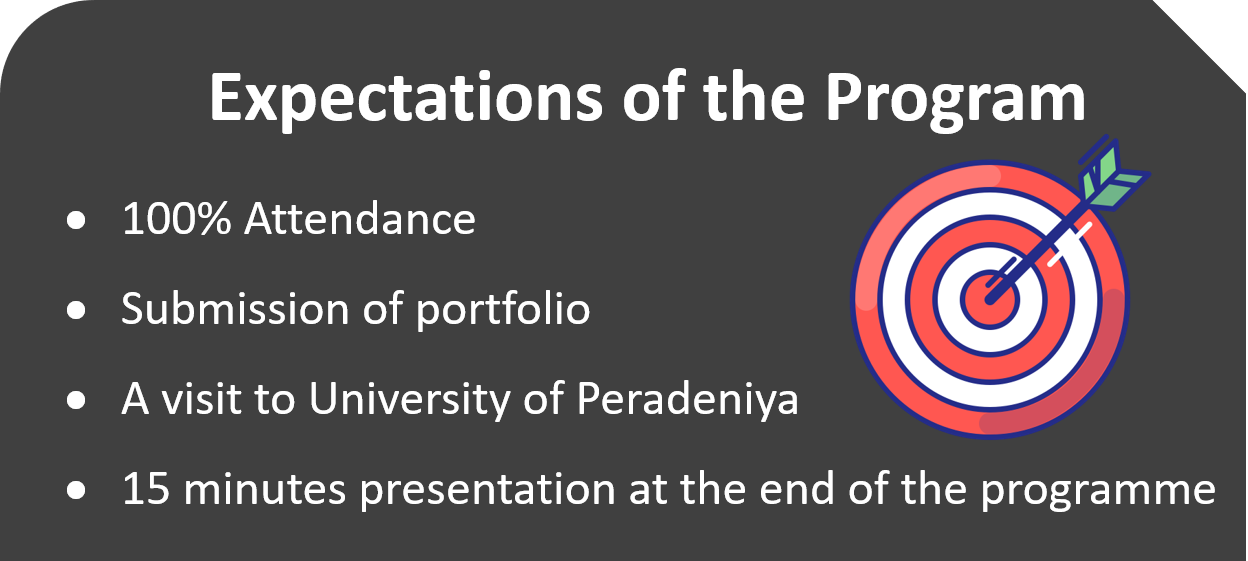 Expectations of the Program
• 100% Attendance
• Submission of portfolio
• A visit to University of Peradeniya
• 15 minutes presentation at the end of the programme